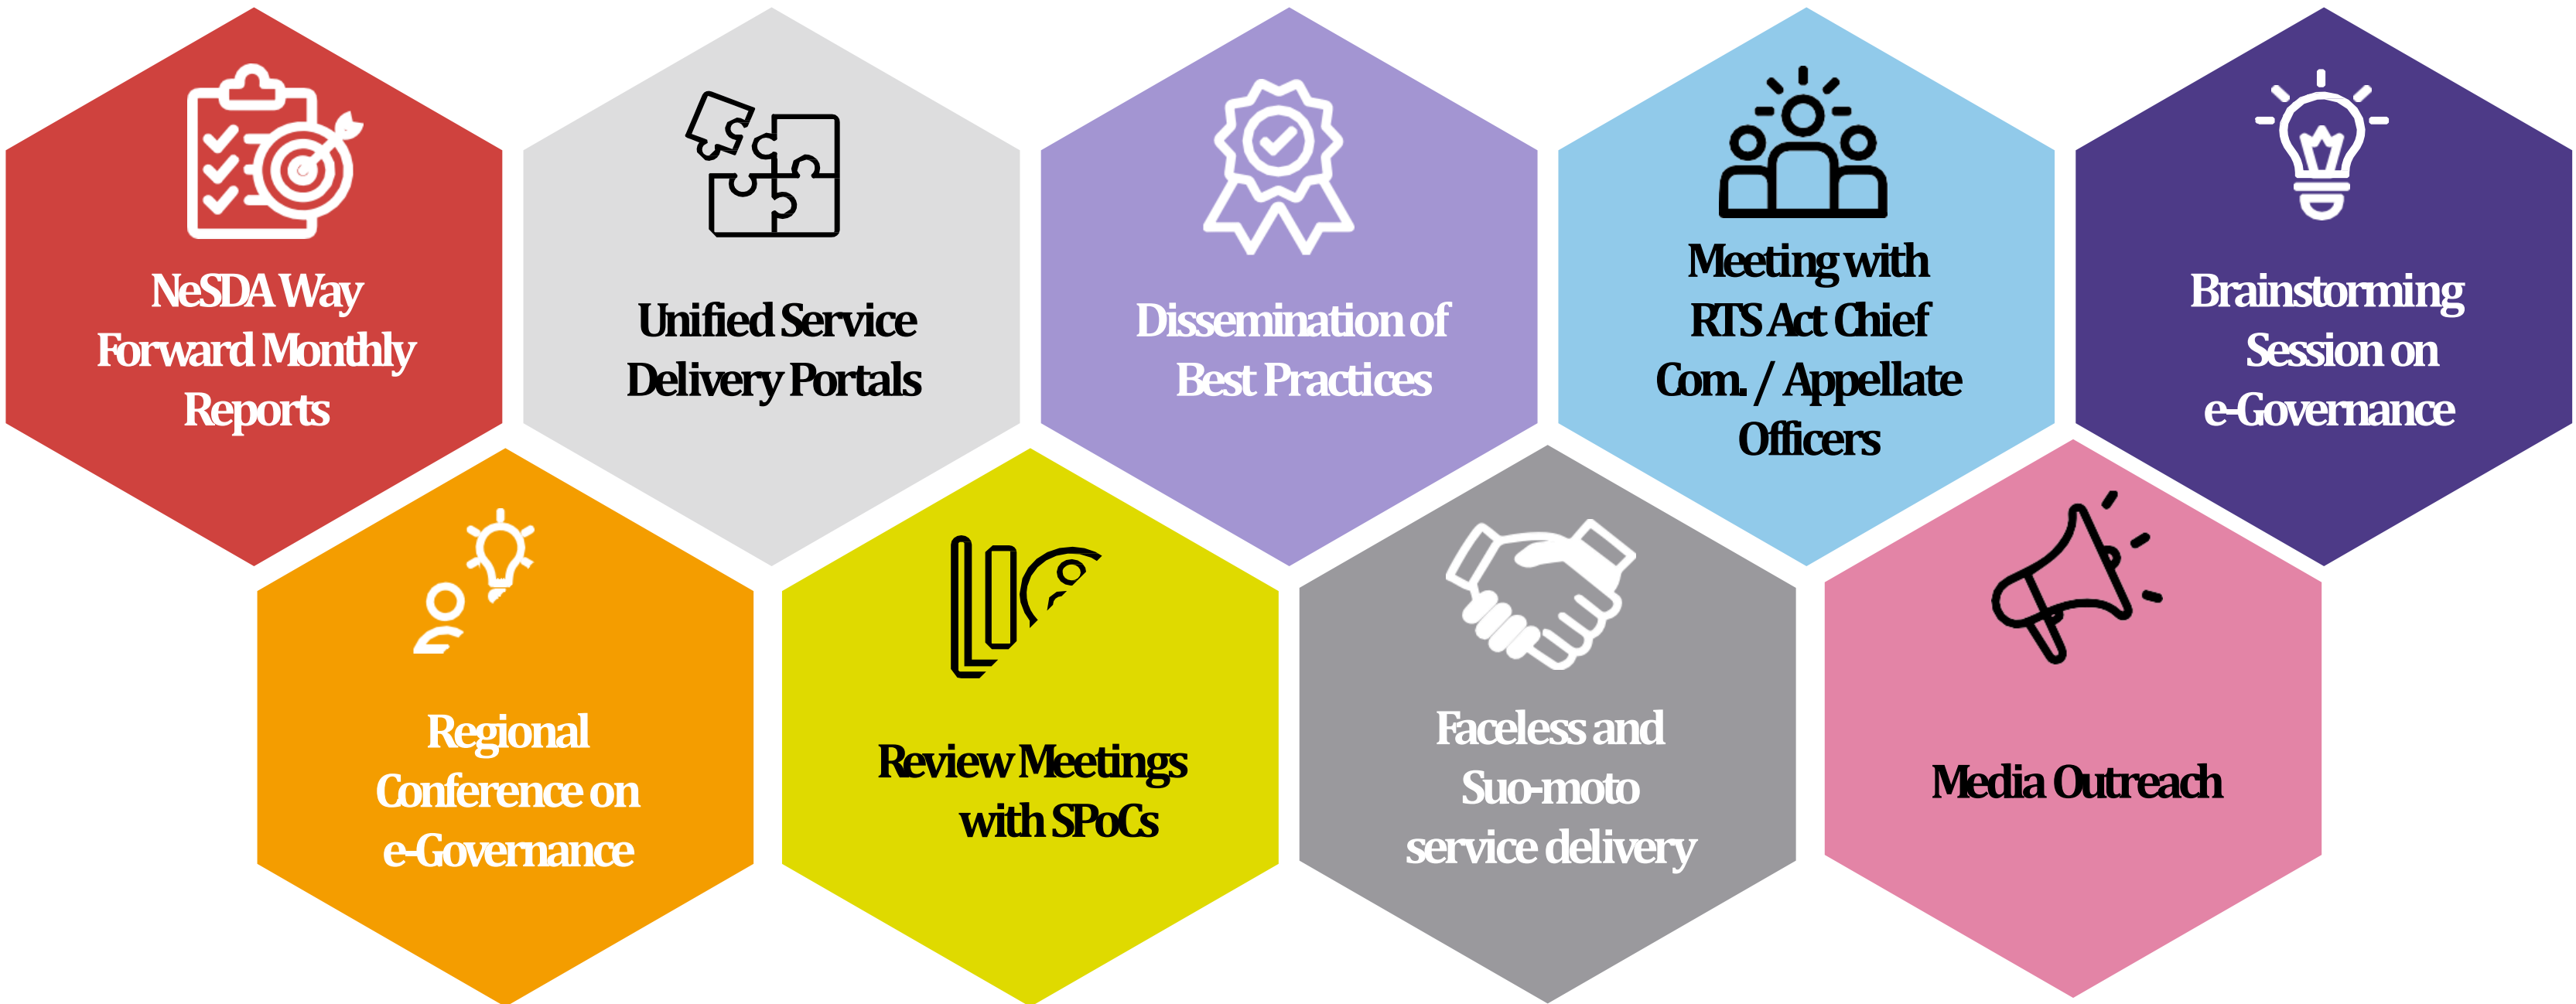 NeSDA Way
Forward Monthly
Reports
Unified Service
Delivery Portals
Dissemination of
Best Practices
Meeting with
RTS Act Chief
Com. / Appellate
Officers
Brainstorming
Session on
e-Governance
Regional
Conference on
e-Governance
Review Meetings
with SPoCs
Faceless and
Suo-moto
service delivery
Media Outreach